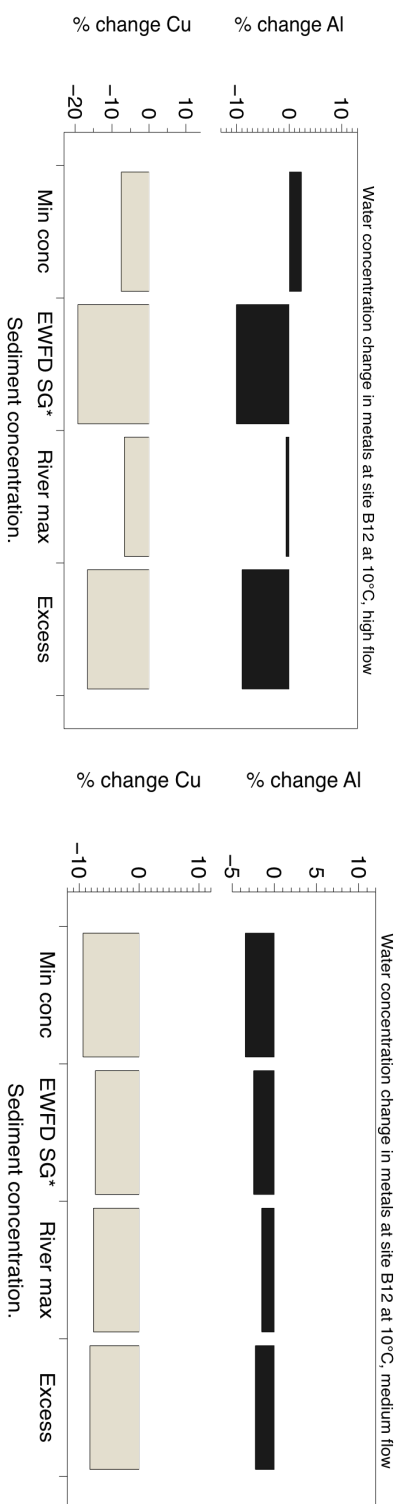 Water concentration change in metals at site B12 at 10°C, high flow
% change Al
10
0
−10
% change Cu
10
0
−10
−20
Min conc
EWFD SG*
River max
Excess
Sediment concentration.
Water concentration change in metals at site B12 at 10°C, medium flow
% change Al
10
5
0
−5
% change Cu
10
0
−10
Min conc
EWFD SG*
River max
Excess
Sediment concentration.